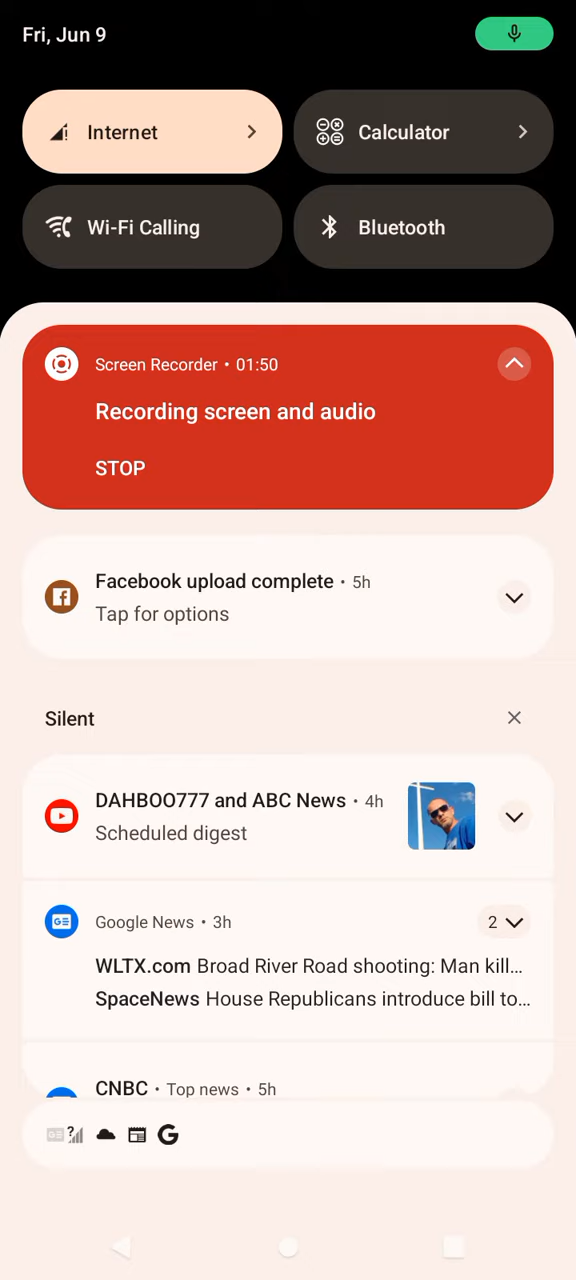 Fri, Jun 9
Internet
Calculator
Wi-Fi Calling
Bluetooth
Screen Recorder • 01:50
Recording screen and audio
STOP
Facebook upload complete • 5h
Tap for options
Silent
DAHBOO777 and ABC News • 4h
Scheduled digest
Google News • 3h
2
WLTX.com Broad River Road shooting: Man kill...
SpaceNews House Republicans introduce bill to...
CNBC • Top news • 5h